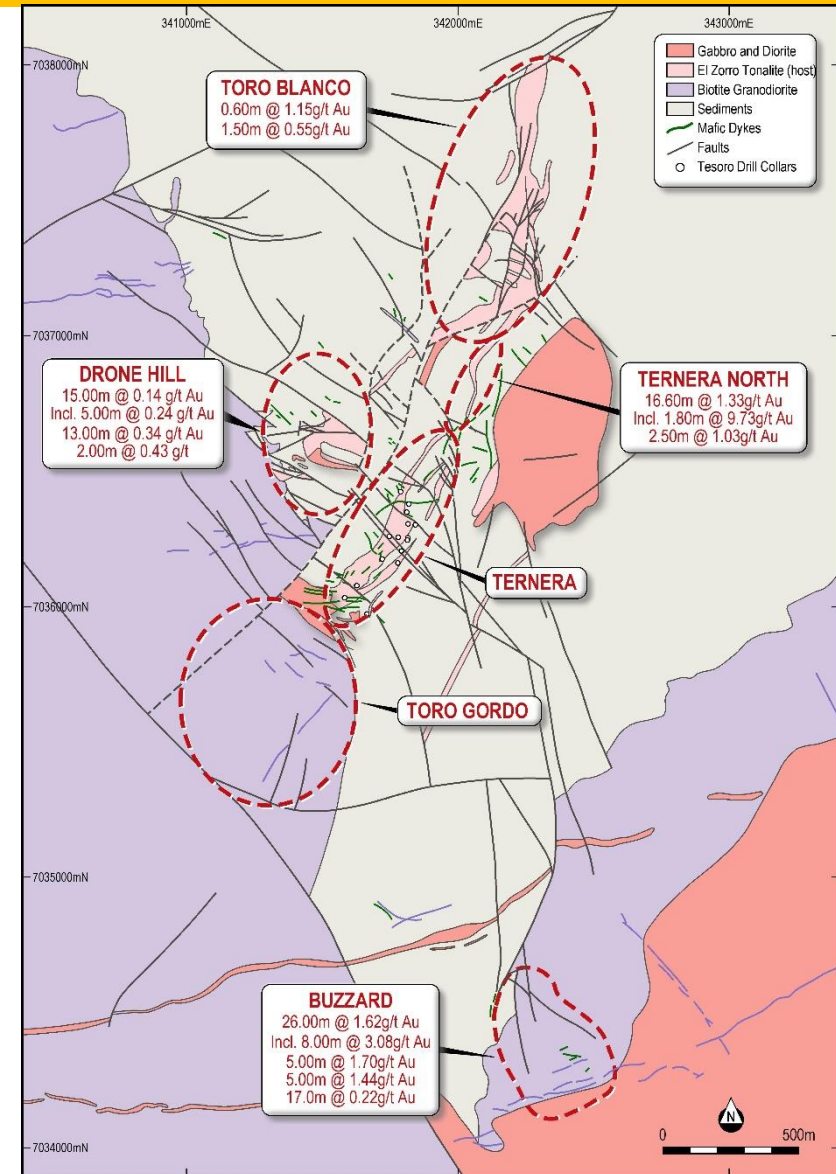 341000mE
342000mE
343000mE
7038000mN
7037000mN
7036000mN
7035000mN
7034000mN
Gabbro and Diorite
El Zorro Tonalite (host)
Biotite Granodiorite
Sediments
Mafic Dykes
Faults
Tesoro Drill Collars
TORO BLANCO
0.60m @ 1.15g/t Au
1.50m @ 0.55g/t Au
DRONE HILL
15.00m @ 0.14 g/t Au
Incl. 5.00m @ 0.24 g/t Au
13.00m @ 0.34 g/t Au
2.00m @ 0.43 g/t
TERNERA NORTH
16.60m @ 1.33g/t Au
Incl. 1.80m @ 9.73g/t Au
2.50m @ 1.03g/t Au
TERNERA
TORO GORDO
BUZZARD
26.00m @ 1.62g/t Au
Incl. 8.00m @ 3.08g/t Au
5.00m @ 1.70g/t Au
5.00m @ 1.44g/t Au
17.0m @ 0.22g/t Au
N
0 500m